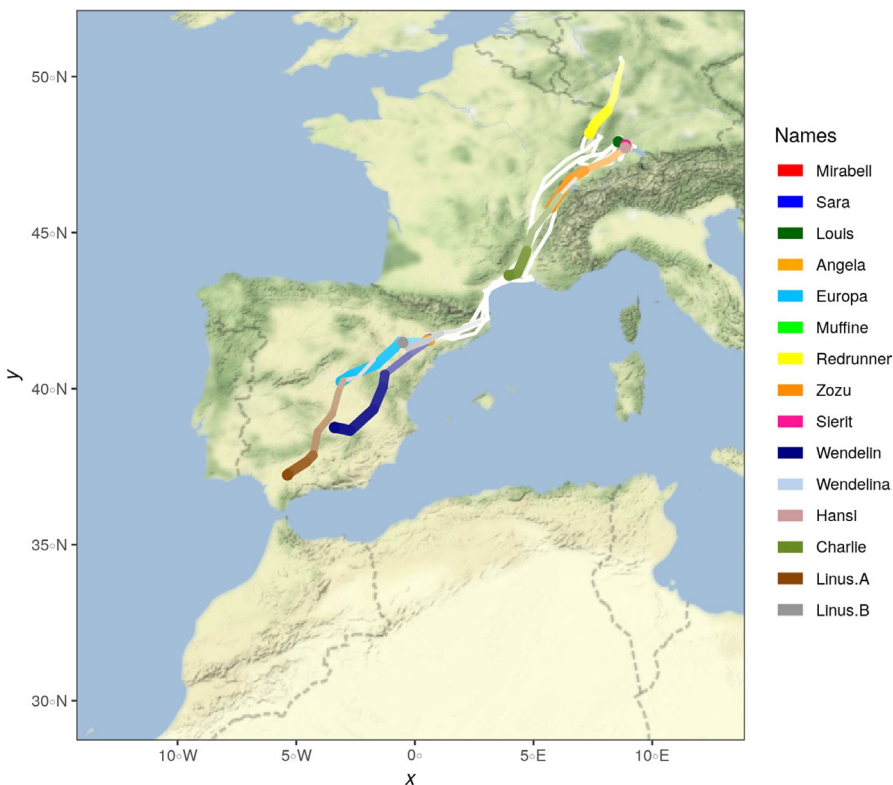 50°N
45°N
40°N
35°N
30°N
y
10°W
5°W
0°
5°E
10°E
x
Names
Mirabell
Sara
Louis
Angela
Europa
Muffine
Redrunner
Zozu
Sierit
Wendelin
Wendelina
Hansi
Charlie
Linus.A
Linus.B